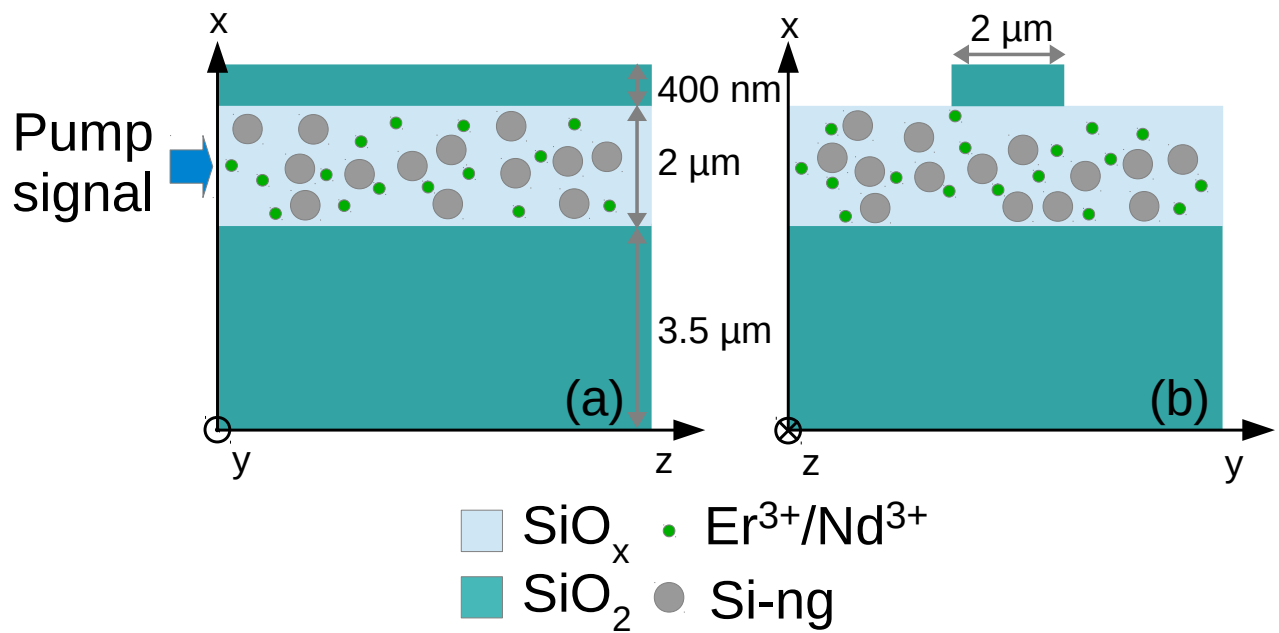 x
Pump
signal
400 nm
2 µm
3.5 µm
(a)
y
z
x
2 µm
(b)
z
y
SiOₓ
Er³⁺/Nd³⁺
SiO₂
Si-ng